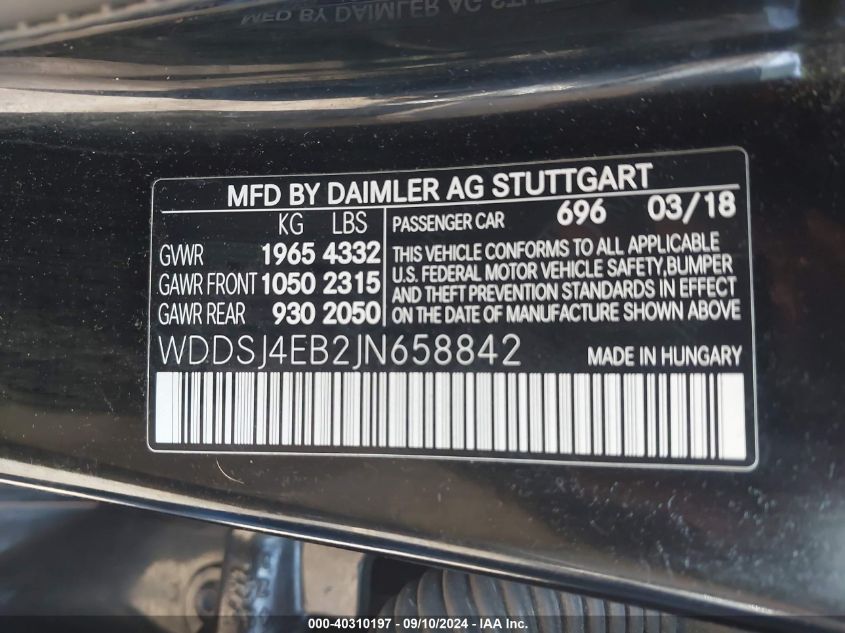 MFD BY DAIMLER AG STUTTGART
KG LBS
GVWR 1965 4332
GAWR FRONT 1050 2315
GAWR REAR 930 2050
PASSENGER CAR 696 03/18
THIS VEHICLE CONFORMS TO ALL APPLICABLE
U.S. FEDERAL MOTOR VEHICLE SAFETY,BUMPER
AND THEFT PREVENTION STANDARDS IN EFFECT
ON THE DATE OF MANUFACTURE SHOWN ABOVE
WDDSJ4EB2JN658842 MADE IN HUNGARY
000-40310197 - 09/10/2024 - IAA Inc.